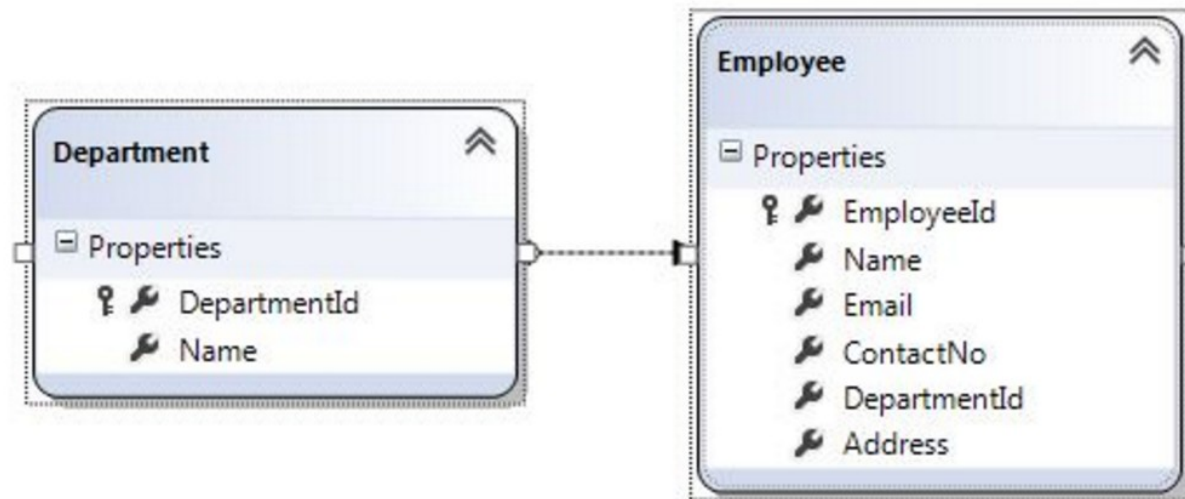 Department
Properties
DepartmentId
Name
Employee
Properties
EmployeeId
Name
Email
ContactNo
DepartmentId
Address